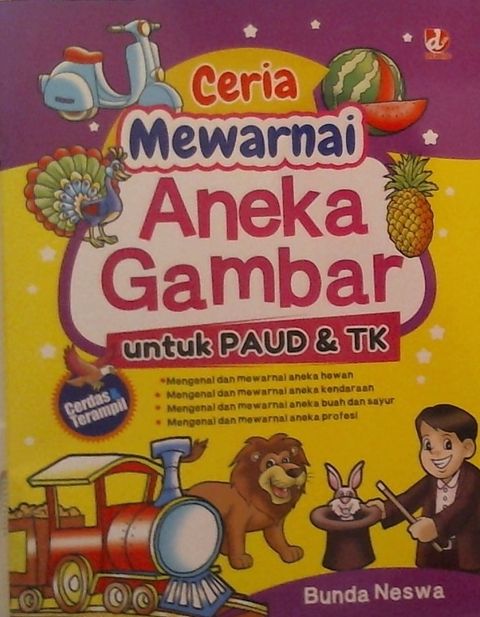 Ceria
Mewarnai
Aneka
Gambar
untuk PAUD & TK
• Mengenal dan mewarnai aneka hewan
• Mengenal dan mewarnai aneka kendaraan
• Mengenal dan mewarnai aneka buah dan sayur
• Mengenal dan mewarnai aneka profesi
Cerdas
Terampil
Bunda Neswa